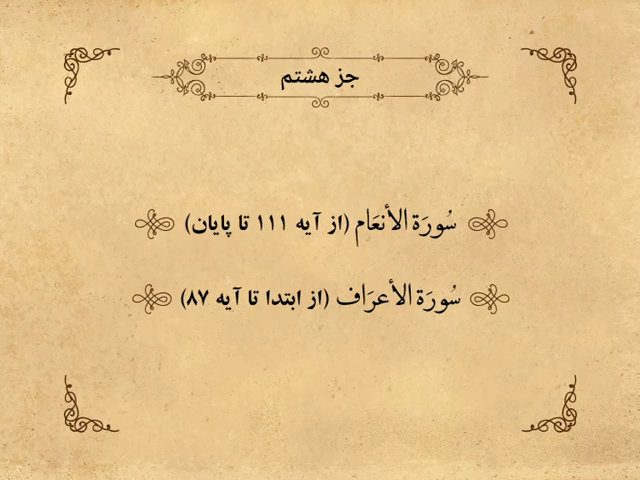 جز هشتم
سُورَة الأنعَام (از آیه ۱۱۱ تا پایان)
سُورَة الأعرَاف (از ابتدا تا آیه ۸۷)